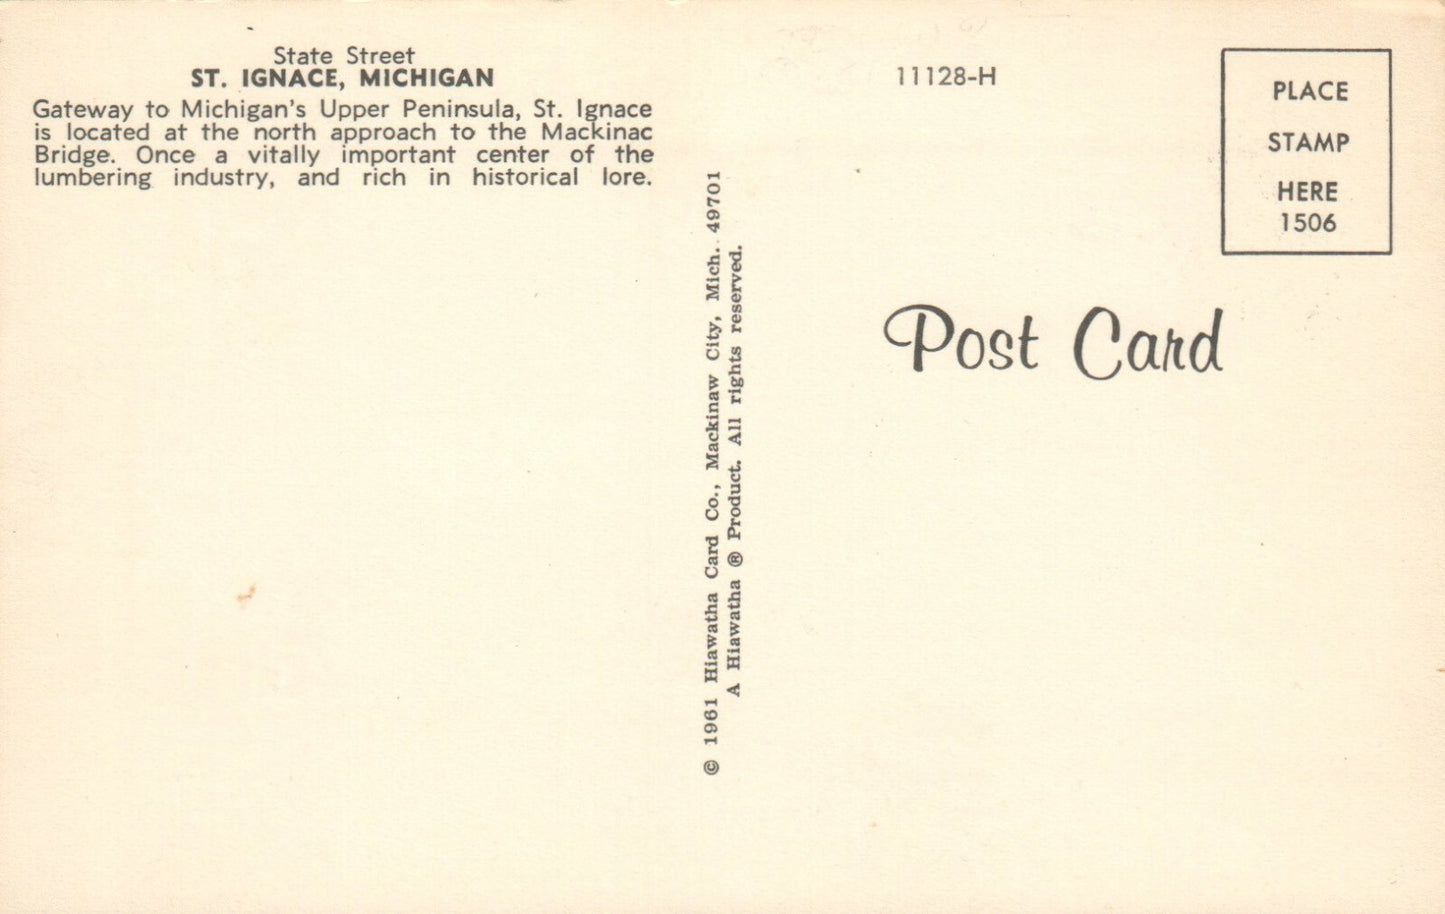 State Street
ST. IGNACE, MICHIGAN
Gateway to Michigan's Upper Peninsula, St. Ignace
is located at the north approach to the Mackinac
Bridge. Once a vitally important center of the
lumbering industry, and rich in historical lore.
© 1961 Hiawatha Card Co., Mackinaw City, Mich. 49701
A Hiawatha ® Product. All rights reserved.
11128-H
PLACE
STAMP
HERE
1506
Post Card